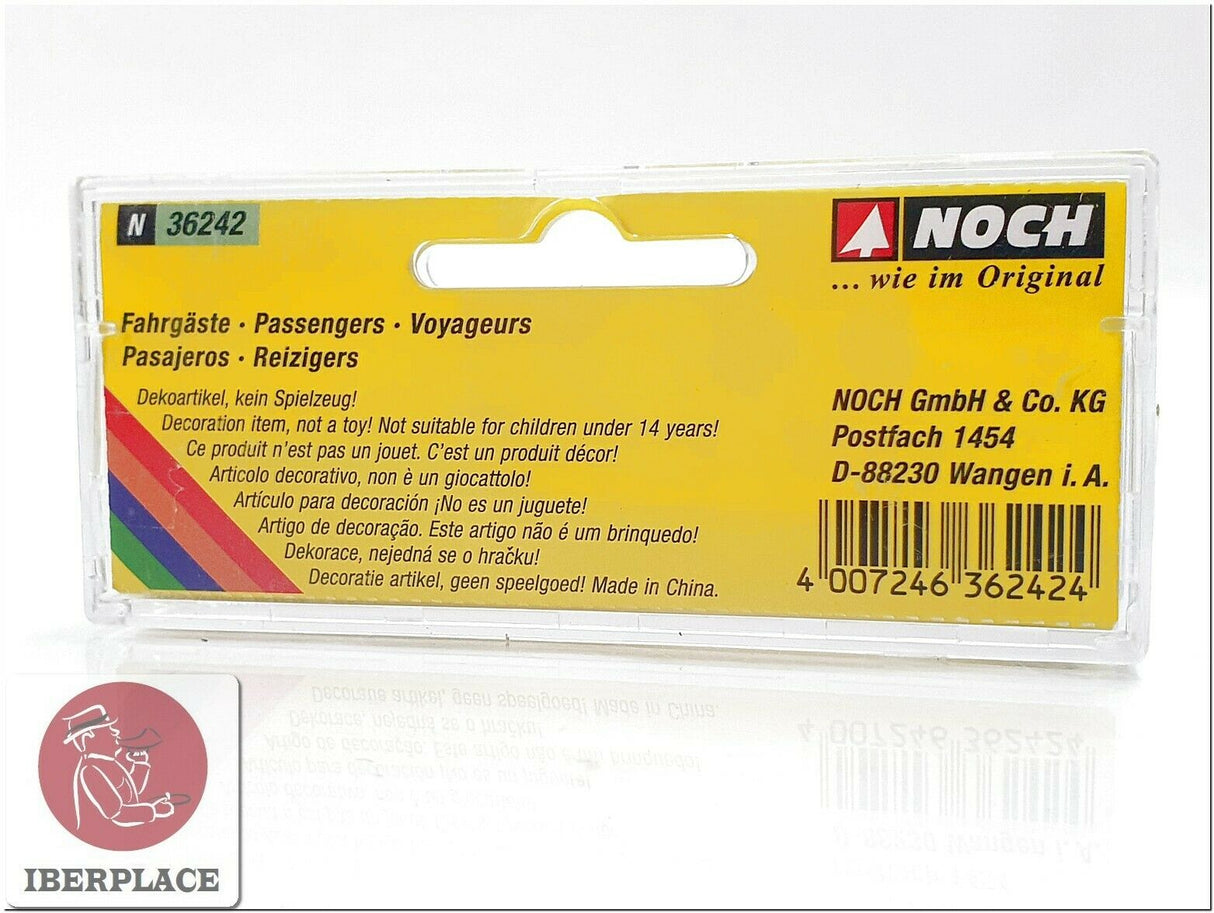 N 36242
NOCH
... wie im Original
Fahrgäste · Passengers · Voyageurs
Pasajeros · Reizigers
Dekoartikel, kein Spielzeug!
Decoration item, not a toy! Not suitable for children under 14 years!
Ce produit n'est pas un jouet. C'est un produit décor!
Articolo decorativo, non è un giocattolo!
Artículo para decoración ¡No es un juguete!
Artigo de decoração. Este artigo não é um brinquedo!
Dekorace, nejedná se o hračku!
Decoratie artikel, geen speelgoed! Made in China.
NOCH GmbH & Co. KG
Postfach 1454
D-88230 Wangen i. A.
4 007246 362424
IBERPLACE